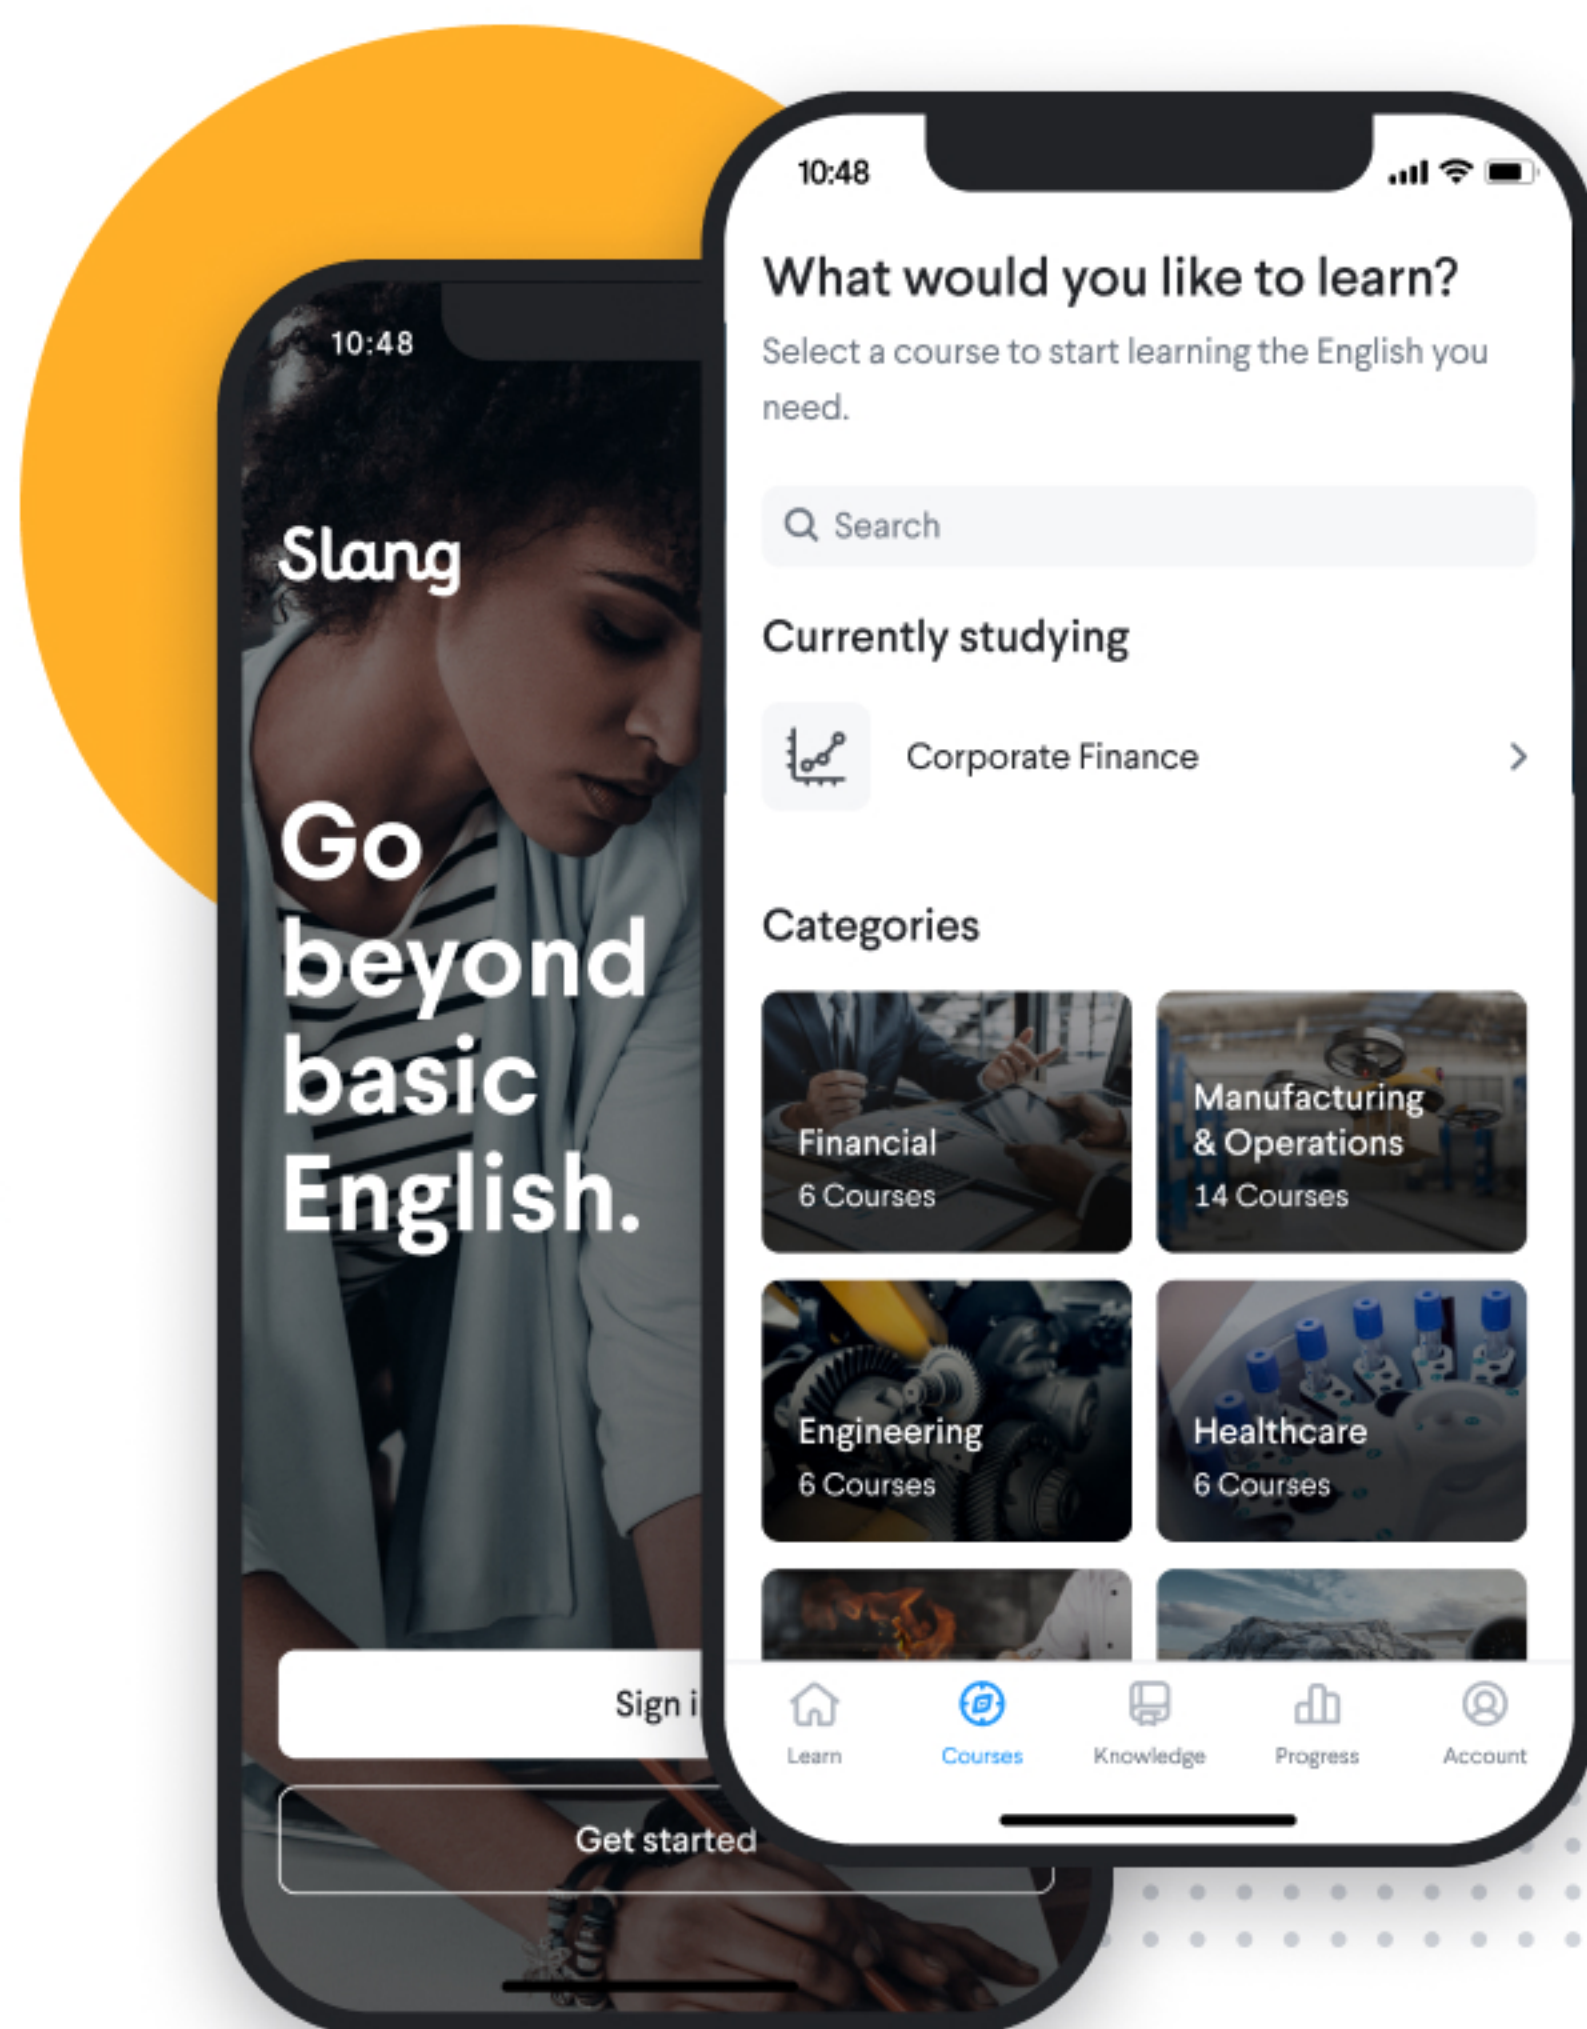 10:48
Slang
Go
beyond
basic
English.
Sign
Get started
10:48
What would you like to learn?
Select a course to start learning the English you
need.
Search
Currently studying
Corporate Finance
Categories
Financial
6 Courses
Manufacturing
& Operations
14 Courses
Engineering
6 Courses
Healthcare
6 Courses
Learn
Courses
Knowledge
Progress
Account